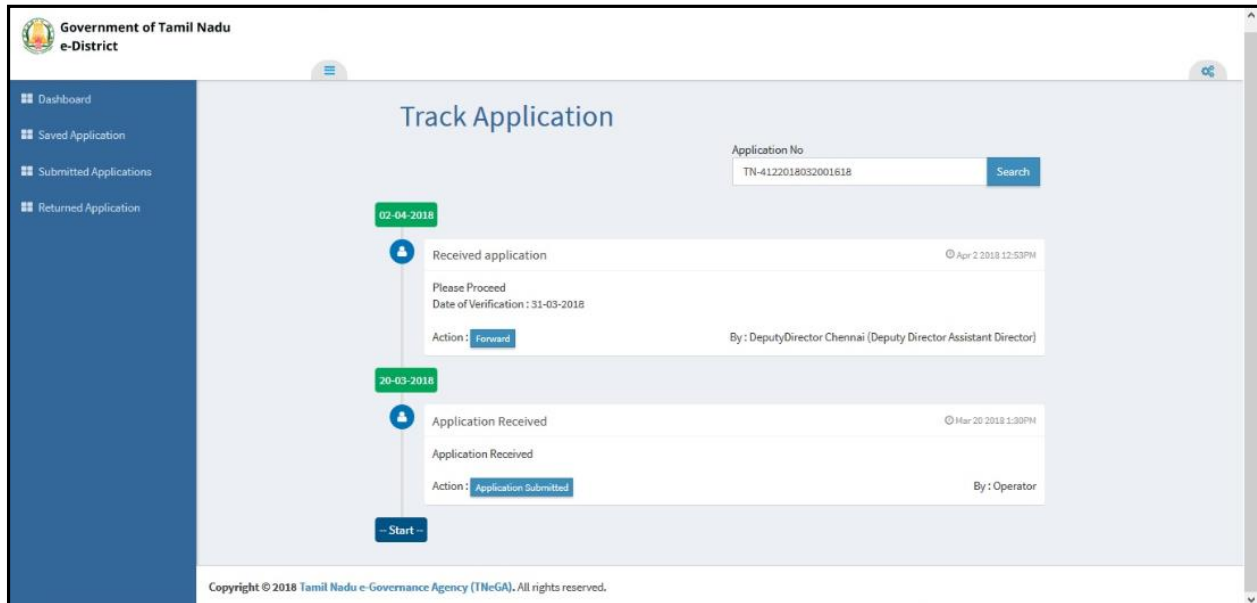 Government of Tamil Nadu
e-District
Dashboard
Saved Application
Submitted Applications
Returned Application
Track Application
Application No
TN-4122018032001618
Search
02-04-2018
Received application
Apr 2 2018 12:53PM
Please Proceed
Date of Verification : 31-03-2018
Action : Forward
By : DeputyDirector Chennai (Deputy Director Assistant Director)
20-03-2018
Application Received
Mar 20 2018 1:30PM
Application Received
Action : Application Submitted
By : Operator
-- Start --
Copyright © 2018 Tamil Nadu e-Governance Agency (TNeGA). All rights reserved.